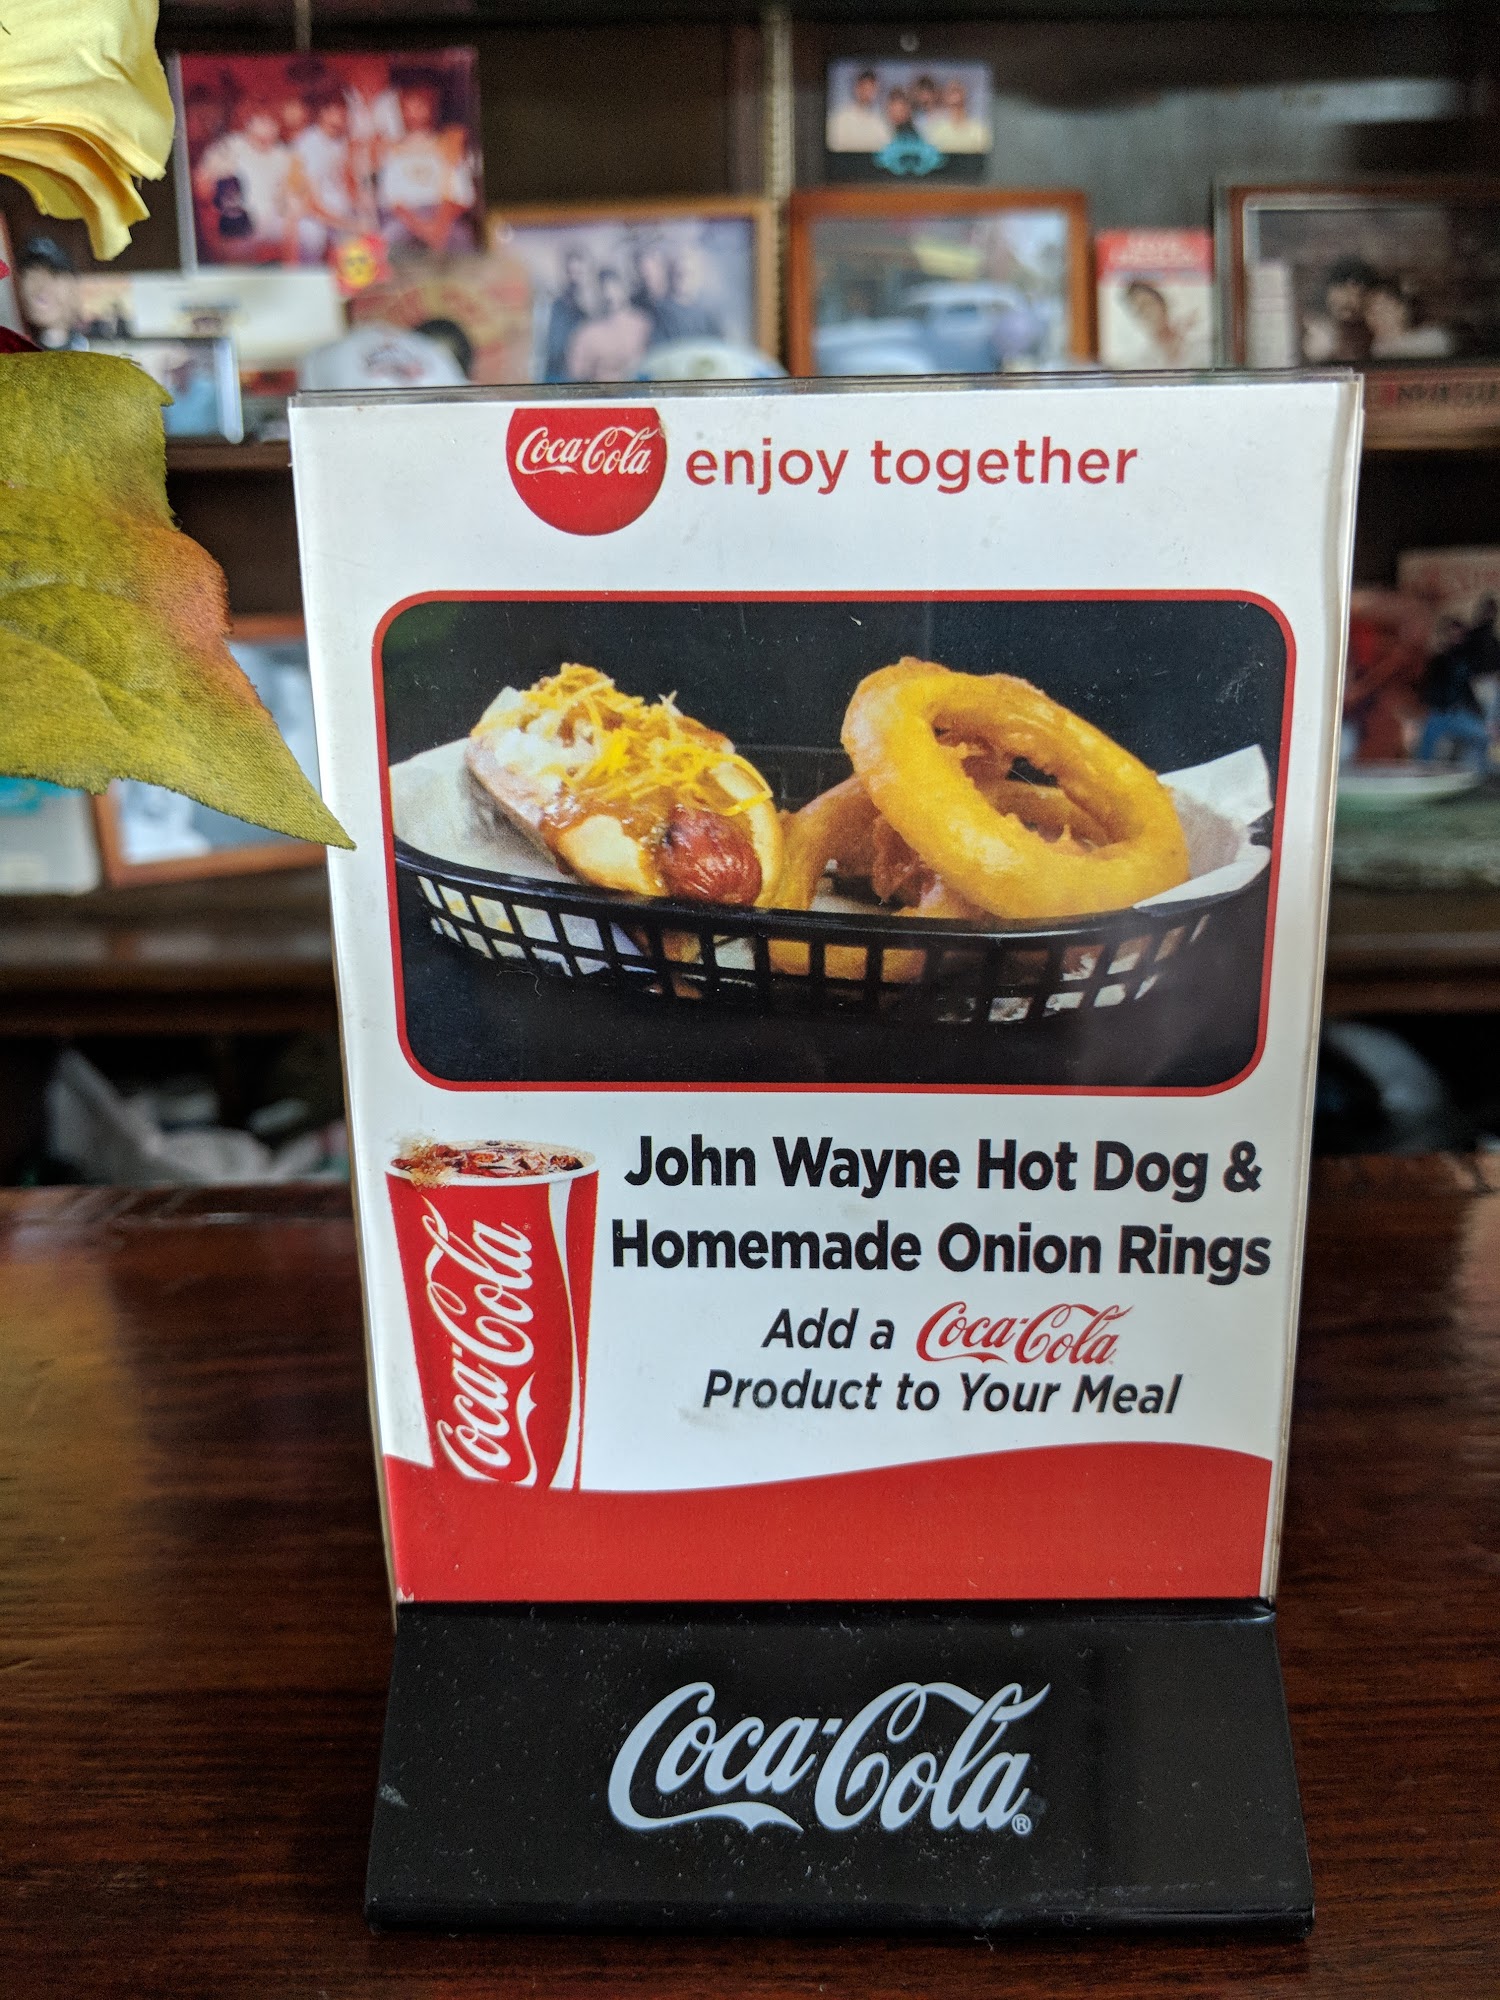 Coca-Cola enjoy together
John Wayne Hot Dog &
Homemade Onion Rings
Add a Coca-Cola
Product to Your Meal
Coca-Cola
Coca-Cola®